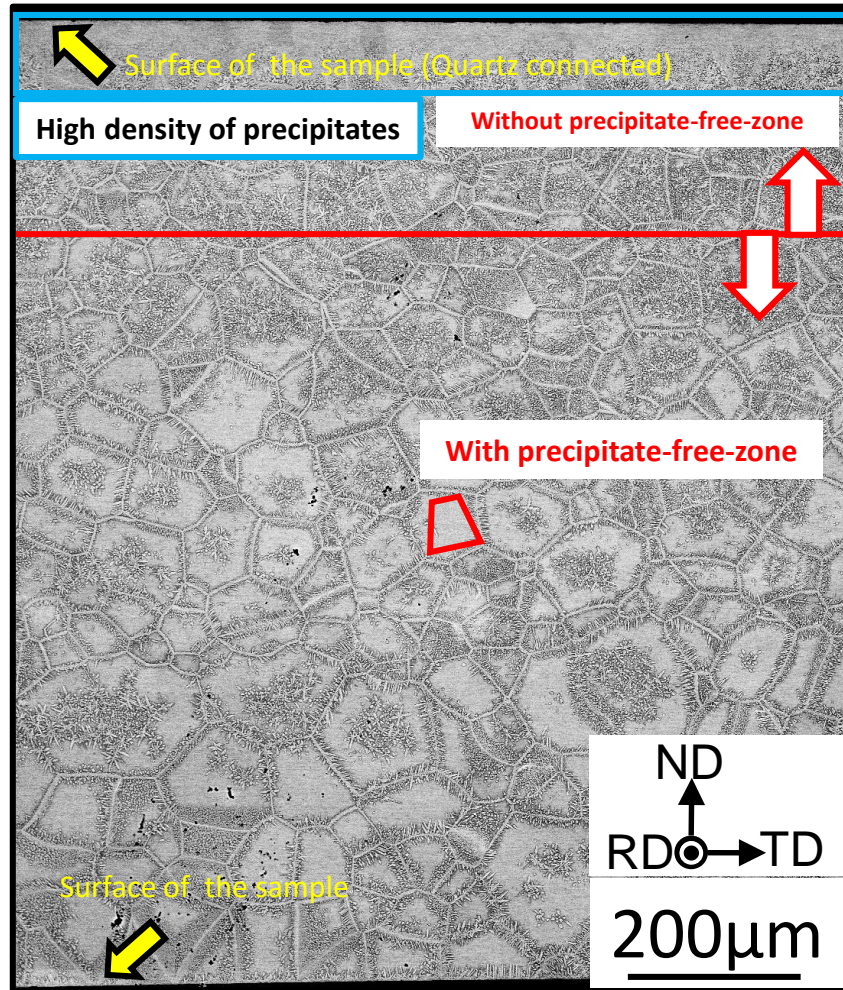 Surface of  the sample (Quartz connected)
High density of precipitates
Without precipitate-free-zone
With precipitate-free-zone
ND
RD TD
Surface of  the sample
200μm